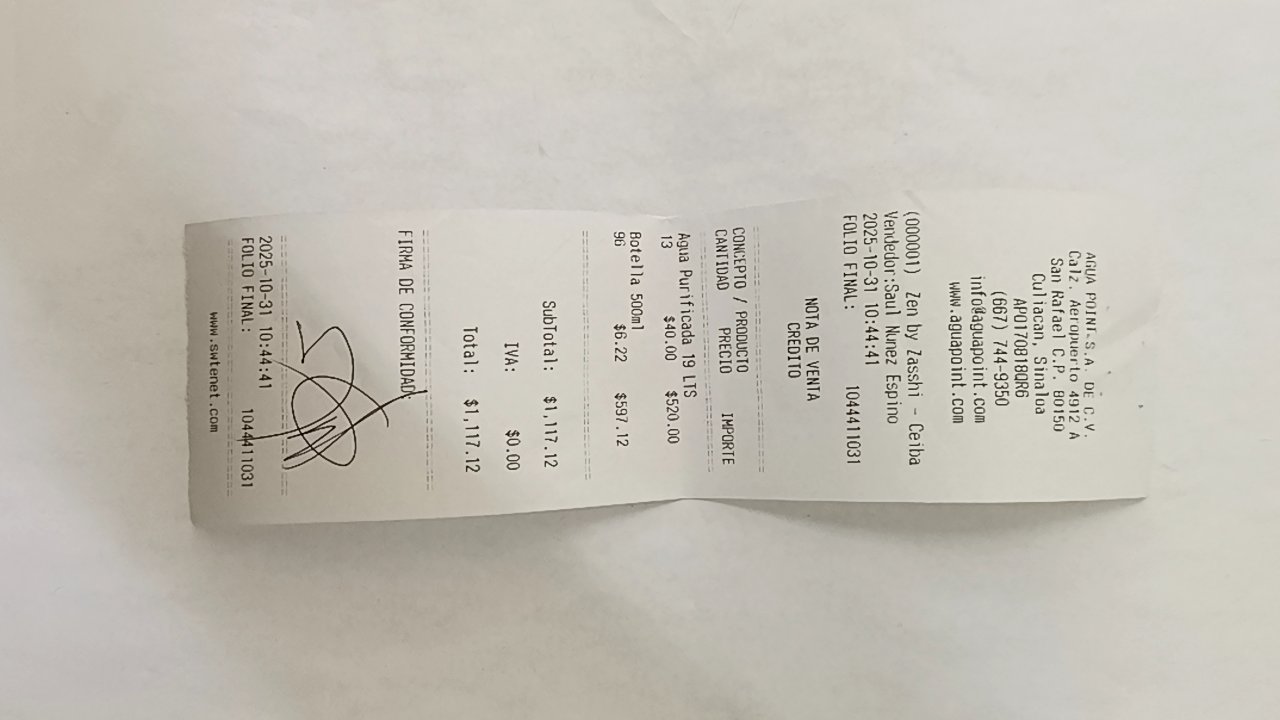 AGUA POINT S.A. DE C.V.
Calz. Aeropuerto 4912 A
San Rafael C.P. 80150
Culiacan, Sinaloa
APO170818QR6
(667) 744-9350
info@aguapoint.com
www.aguapoint.com
(000001) Zen by Zasshi - Ceiba
Vendedor:Saul Nunez Espino
2025-10-31 10:44:41
FOLIO FINAL: 1044411031
NOTA DE VENTA
CREDITO
CONCEPTO / PRODUCTO
CANTIDAD PRECIO IMPORTE
Agua Purificada 19 LTS
13 $40.00 $520.00
Botella 500ml
96 $6.22 $597.12
SubTotal: $1,117.12
IVA: $0.00
Total: $1,117.12
FIRMA DE CONFORMIDAD
2025-10-31 10:44:41
FOLIO FINAL: 1044411031
www.swtenet.com